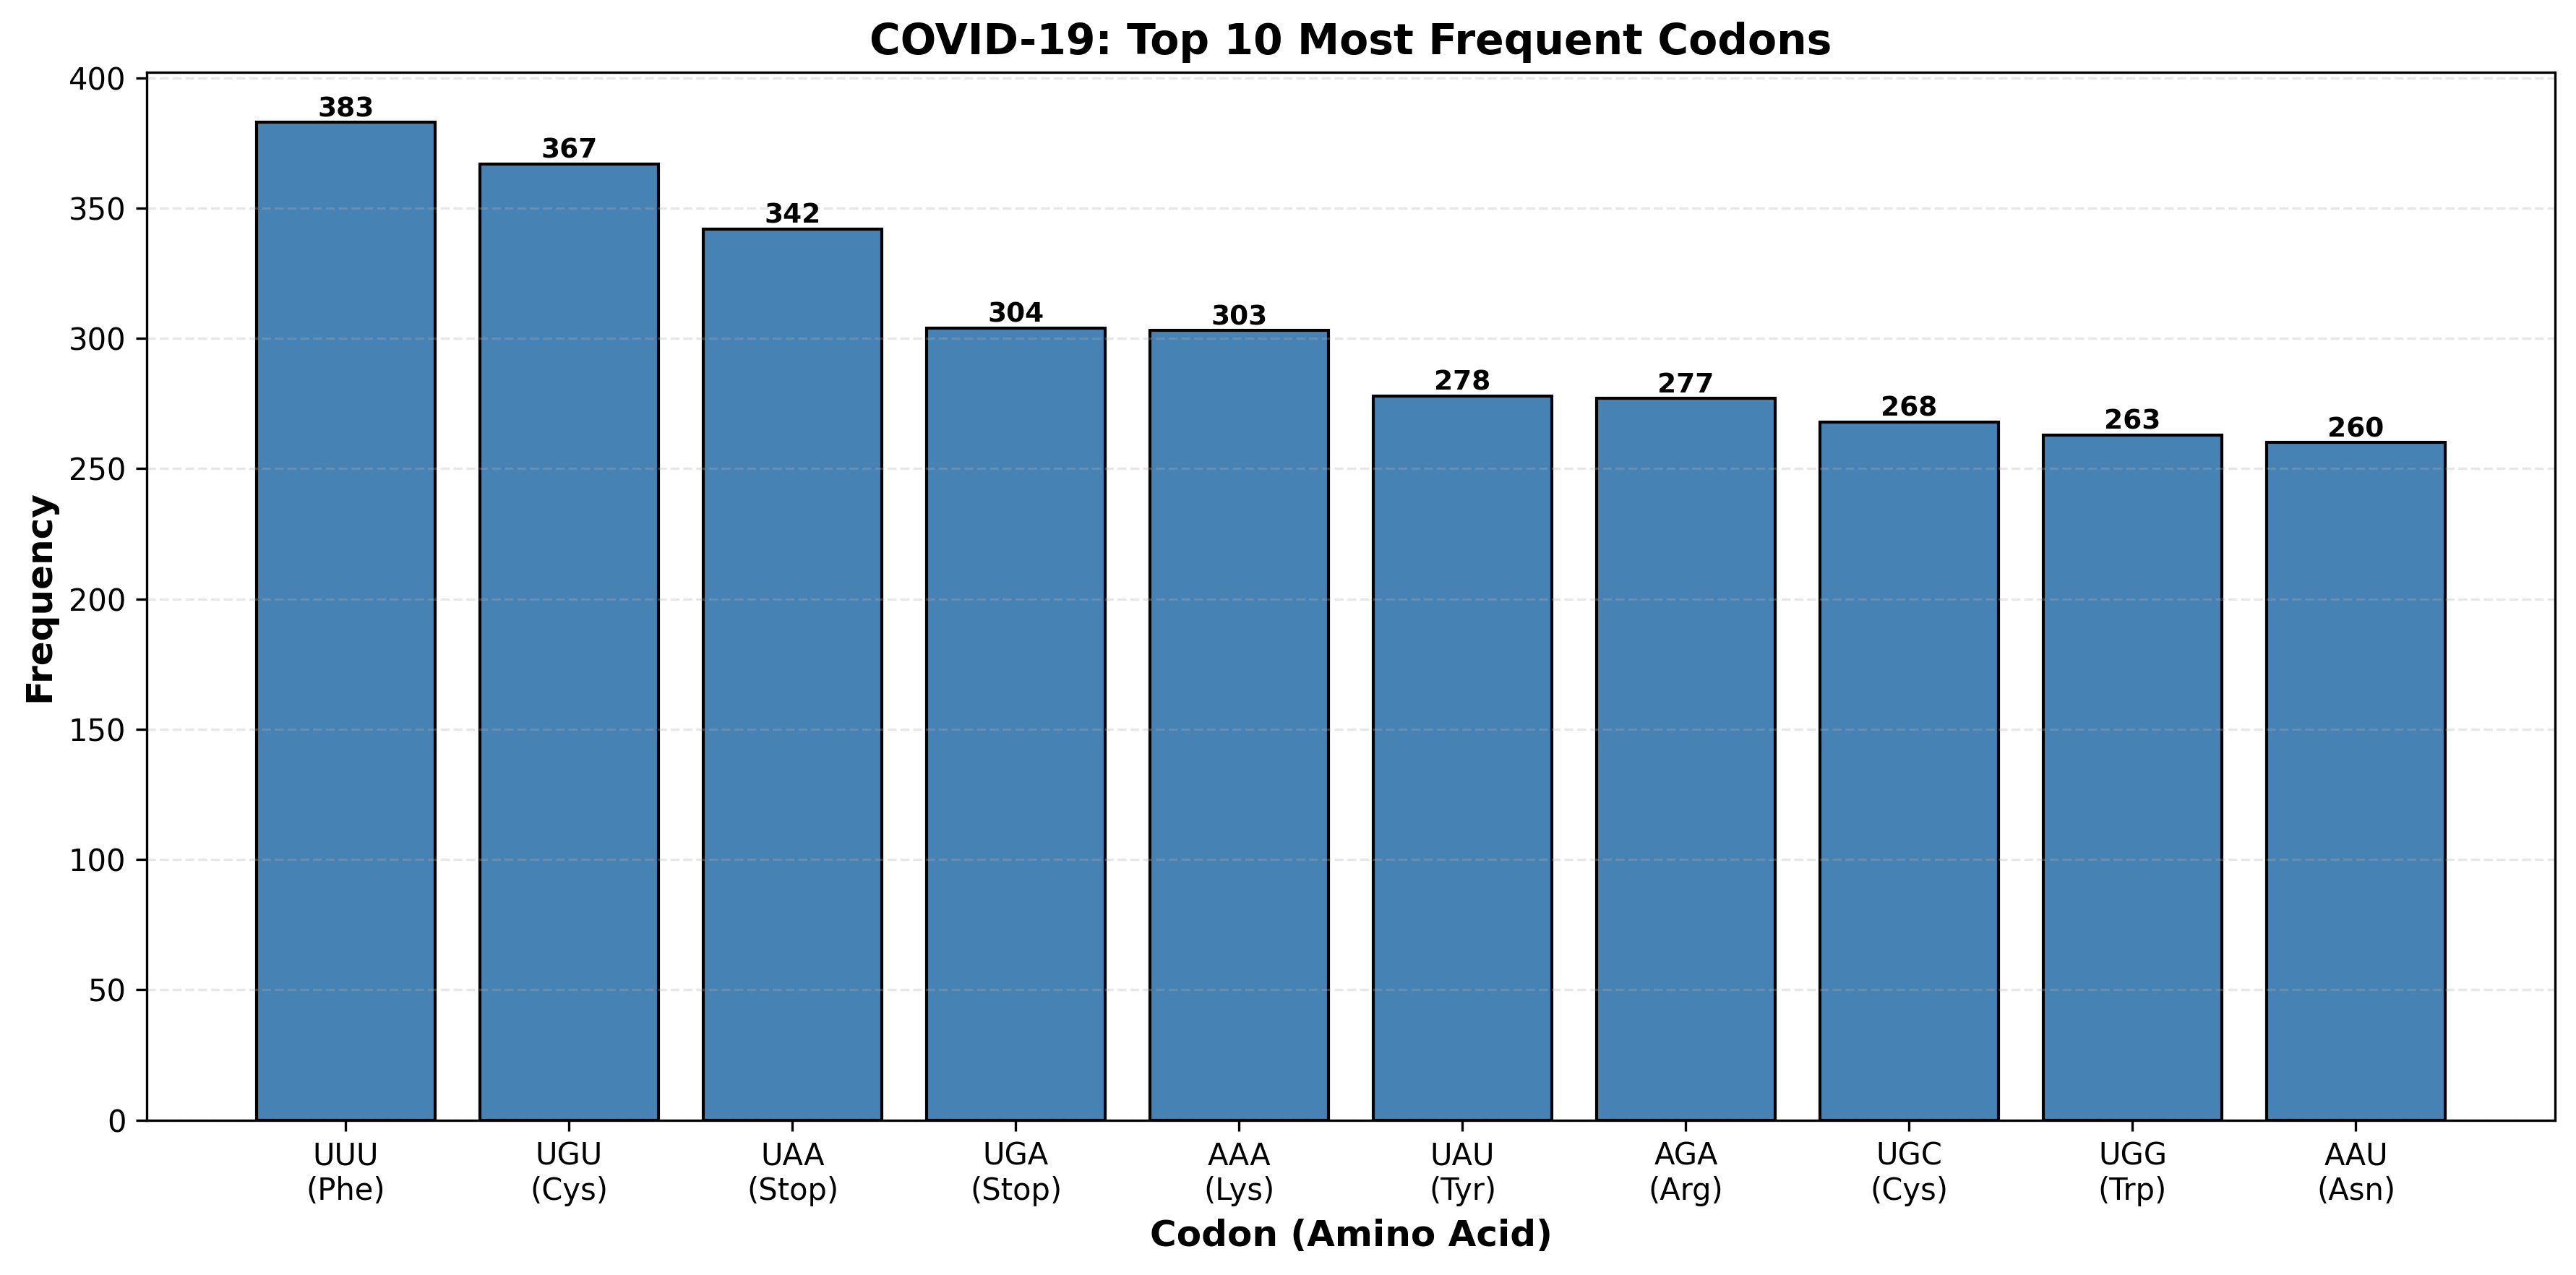 COVID-19: Top 10 Most Frequent Codons
400
350
300
250
200
150
100
50
0
Frequency
383
367
342
304
303
278
277
268
263
260
UUU
(Phe)
UGU
(Cys)
UAA
(Stop)
UGA
(Stop)
AAA
(Lys)
UAU
(Tyr)
AGA
(Arg)
UGC
(Cys)
UGG
(Trp)
AAU
(Asn)
Codon (Amino Acid)